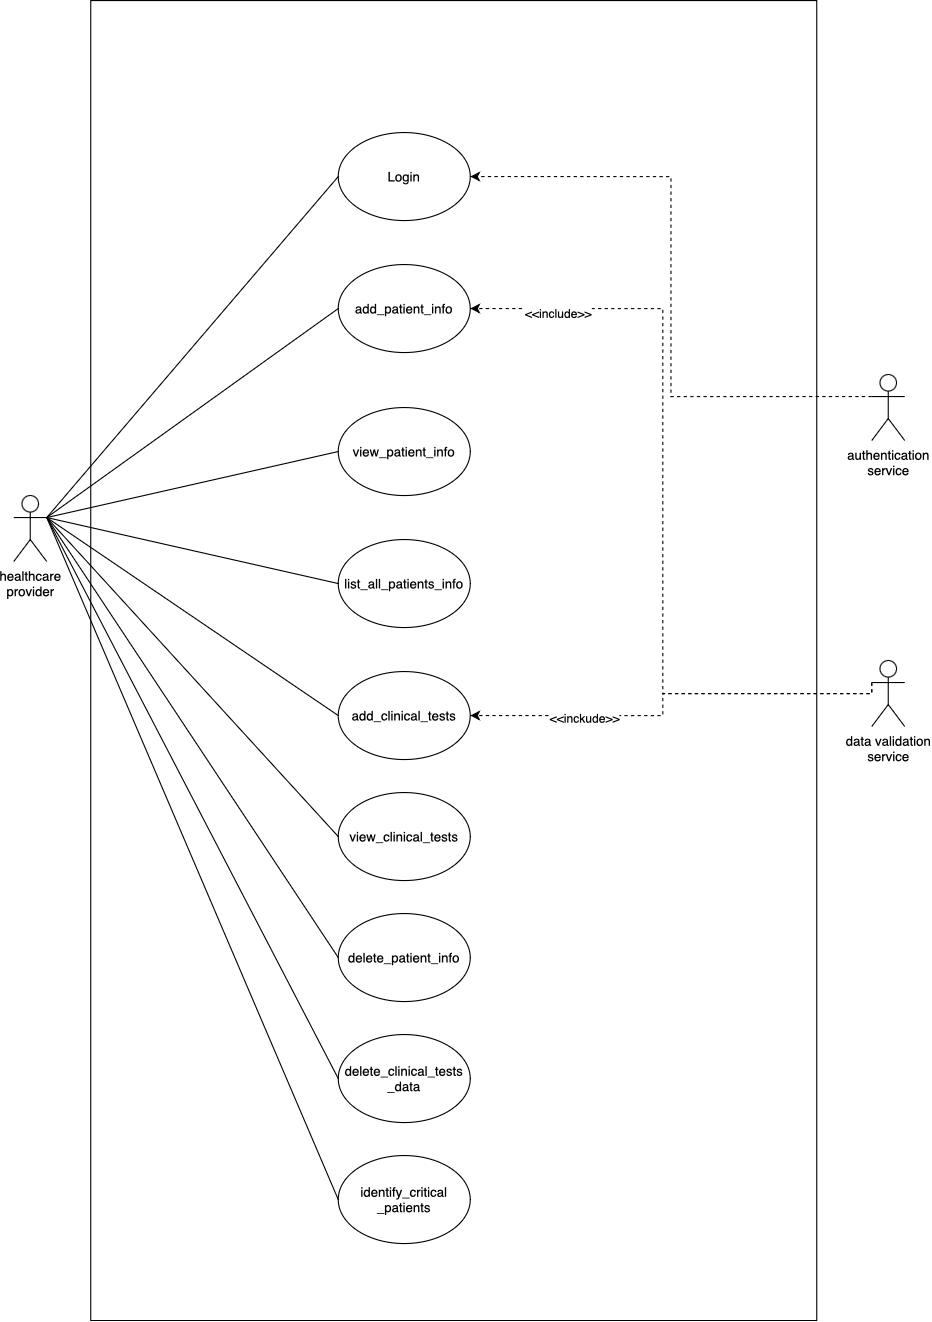 Login
add_patient_info
<<include>>
view_patient_info
authentication
service
healthcare
provider
list_all_patients_info
add_clinical_tests
<<inckude>>
data validation
service
view_clinical_tests
delete_patient_info
delete_clinical_tests
_data
identify_critical
_patients